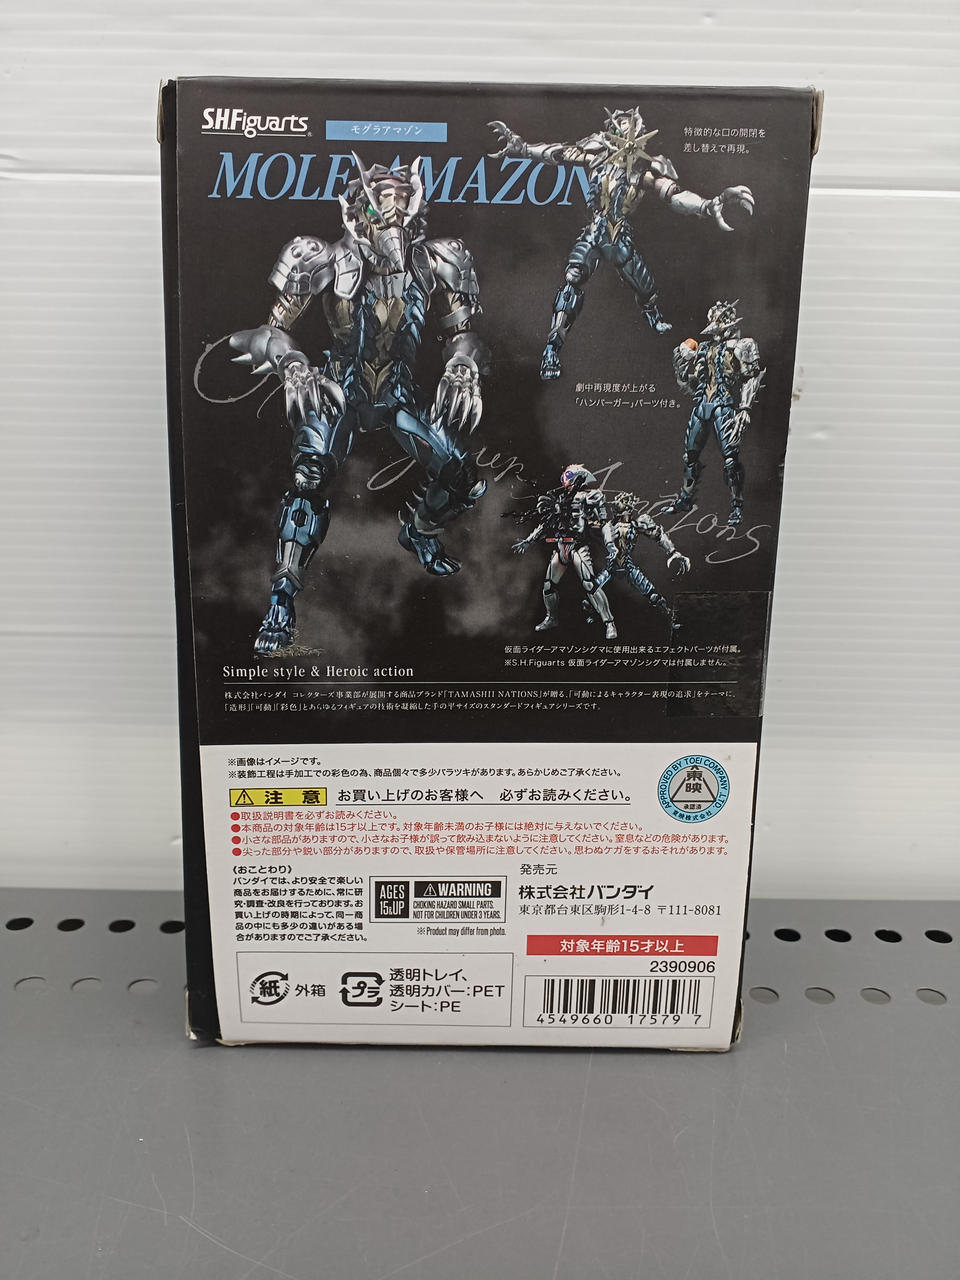 S.H.Figuarts®
モグラアマゾン
MOLE AMAZON
特徴的な口の開閉を
差し替えで再現。
劇中再現度が上がる
「ハンバーガー」パーツ付き。
仮面ライダーアマゾンシグマに使用出来るエフェクトパーツが付属。
※S.H.Figuarts 仮面ライダーアマゾンシグマは付属しません。
Simple style & Heroic action
株式会社バンダイ コレクターズ事業部が展開する商品ブランド「TAMASHII NATIONS」が贈る、「可動によるキャラクター表現の追求」をテーマに、
「造形」「可動」「彩色」とあらゆるフィギュアの技術を凝縮した手の平サイズのスタンダードフィギュアシリーズです。
※画像はイメージです。
※装飾工程は手加工での彩色の為、商品個々で多少バラツキがあります。あらかじめご了承ください。
APPROVED BY TOEI COMPANY, LTD.
東映
承認済
東映株式会社
注意 お買い上げのお客様へ 必ずお読みください。
●取扱説明書を必ずお読みください。
●本商品の対象年齢は15才以上です。対象年齢未満のお子様には絶対に与えないでください。
●小さな部品がありますので、小さなお子様が誤って飲み込まないように注意してください。窒息などの危険があります。
●尖った部分や鋭い部分がありますので、取扱や保管場所に注意してください。思わぬケガをするおそれがあります。
《おことわり》
バンダイでは、より安全で楽しい
商品をお届けするために、常に研
究・調査・改良を行っております。お
買い上げの時期によって、同一商
品の中にも多少の違いがある場
合がありますのでご了承ください。
AGES
15&UP
WARNING
CHOKING HAZARD SMALL PARTS.
NOT FOR CHILDREN UNDER 3 YEARS.
※Product may differ from photo.
発売元
株式会社バンダイ
東京都台東区駒形1-4-8 〒111-8081
対象年齢15才以上
2390906
紙 外箱
プラ 透明トレイ、
透明カバー:PET
シート:PE
4549660 17579 7